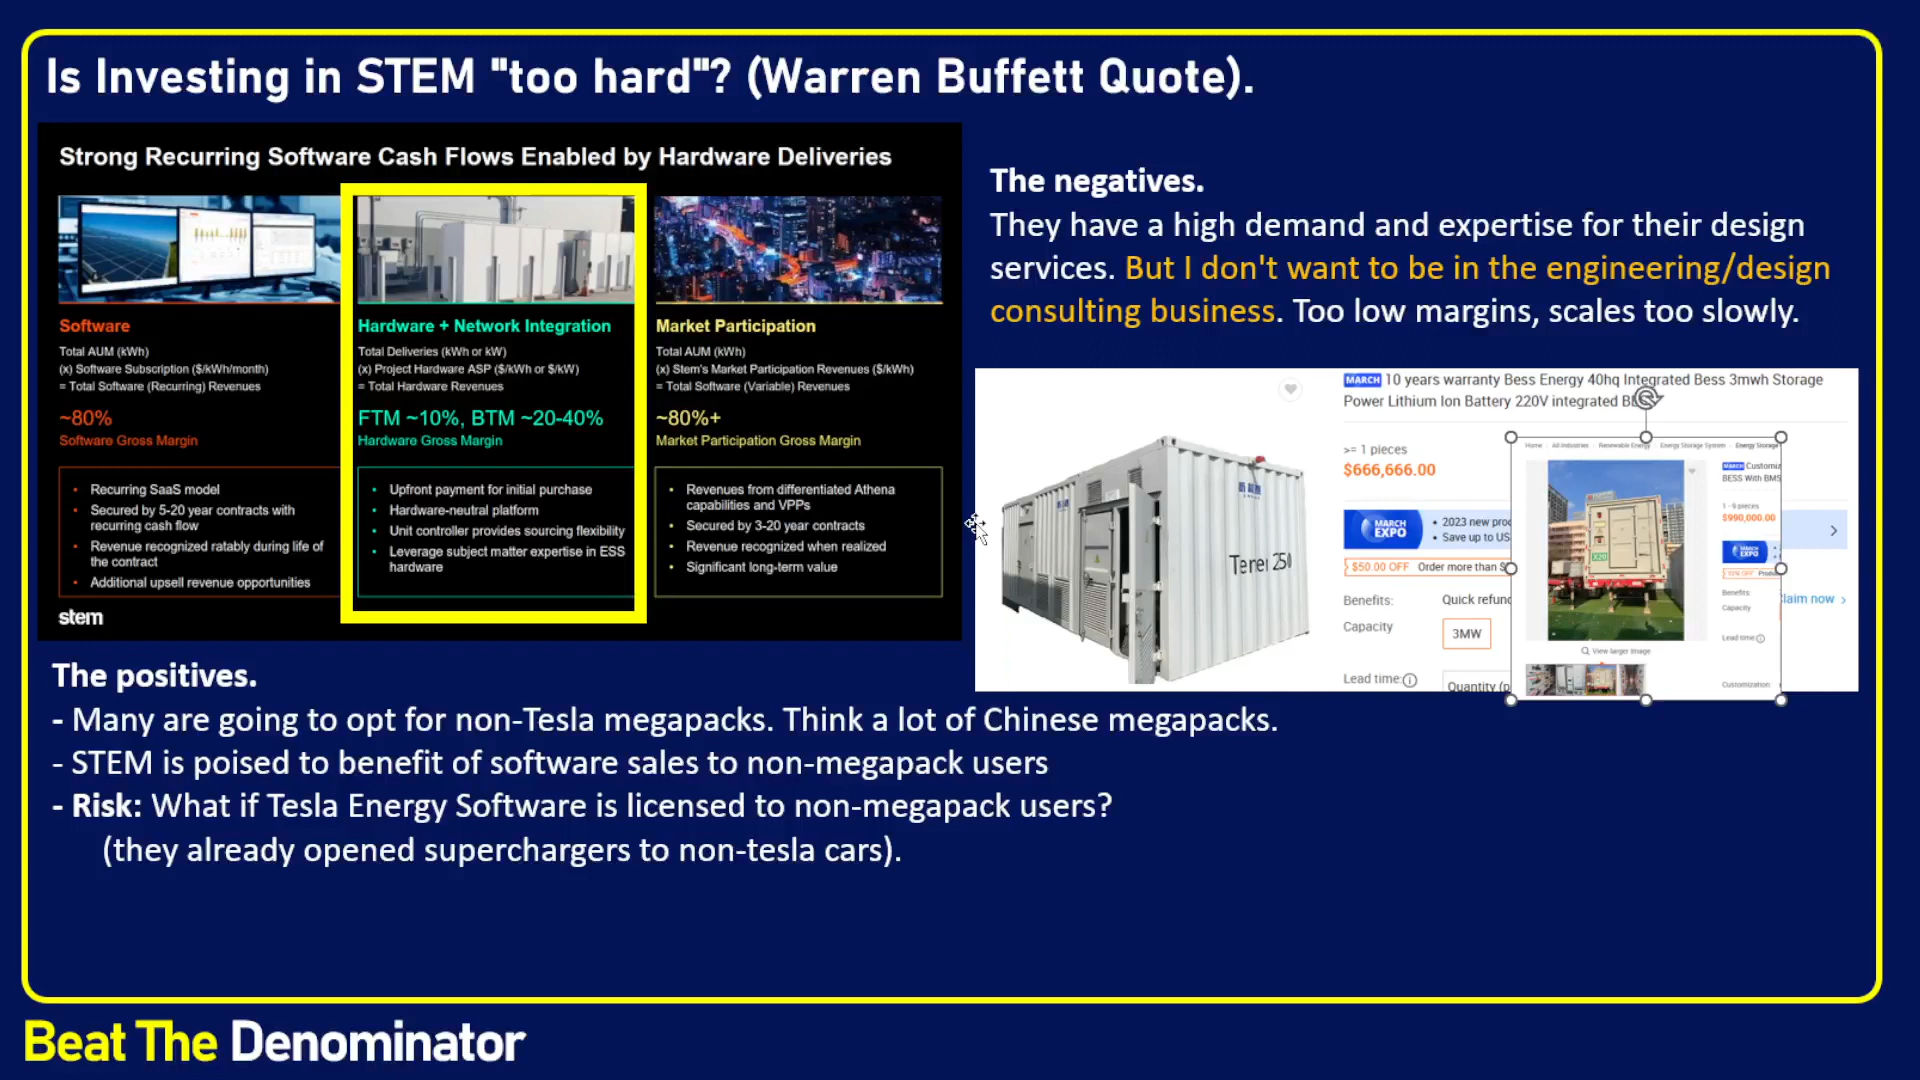 Is Investing in STEM "too hard"? (Warren Buffett Quote).
Strong Recurring Software Cash Flows Enabled by Hardware Deliveries
Software
Total AUM (kWh)
(x) Software Subscription ($/kWh/month)
= Total Software (Recurring) Revenues
~80%
Software Gross Margin
• Recurring SaaS model
• Secured by 5-20 year contracts with
recurring cash flow
• Revenue recognized ratably during life of
the contract
• Additional upsell revenue opportunities
stem
Hardware + Network Integration
Total Deliveries (kWh or kW)
(x) Project Hardware ASP ($/kWh or $/kW)
= Total Hardware Revenues
FTM ~10%, BTM ~20-40%
Hardware Gross Margin
• Upfront payment for initial purchase
• Hardware-neutral platform
• Unit controller provides sourcing flexibility
• Leverage subject matter expertise in ESS
hardware
Market Participation
Total AUM (kWh)
(x) Stem's Market Participation Revenues ($/kWh)
= Total Software (Variable) Revenues
~80%+
Market Participation Gross Margin
• Revenues from differentiated Athena
capabilities and VPPs
• Secured by 3-20 year contracts
• Revenue recognized when realized
• Significant long-term value
The negatives.
They have a high demand and expertise for their design
services. But I don't want to be in the engineering/design
consulting business. Too low margins, scales too slowly.
MARCH 10 years warranty Bess Energy 40hq Integrated Bess 3mwh Storage
Power Lithium Ion Battery 220V integrated
>= 1 pieces
$666,666.00
MARCH
EXPO
• 2023 new
• Save up to US
$50.00 OFF Order more than
Benefits: Quick
Capacity
3MW
Lead time:
Quantity
Claim now
Home All Industries Renewable Energy Energy Storage System Energy Storage
MARCH
BESS With BMS
1 - 9 pieces
$990,000.00
MARCH
EXPO
Benefits:
Capacity
Lead time
Customization:
View larger image
The positives.
- Many are going to opt for non-Tesla megapacks. Think a lot of Chinese megapacks.
- STEM is poised to benefit of software sales to non-megapack users
- Risk: What if Tesla Energy Software is licensed to non-megapack users?
(they already opened superchargers to non-tesla cars).
Beat The Denominator